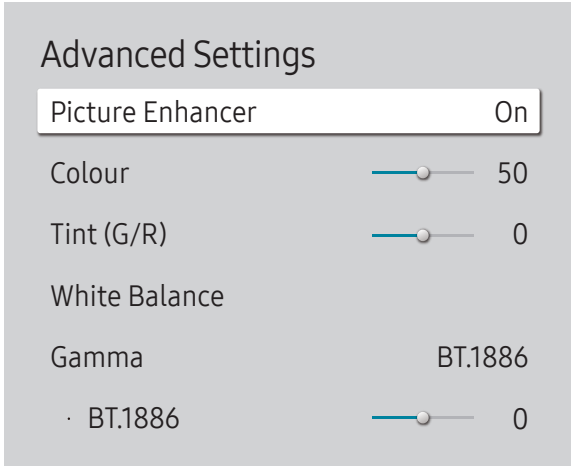 Advanced Settings
Picture Enhancer On
Colour 50
Tint (G/R) 0
White Balance
Gamma BT.1886
· BT.1886 0